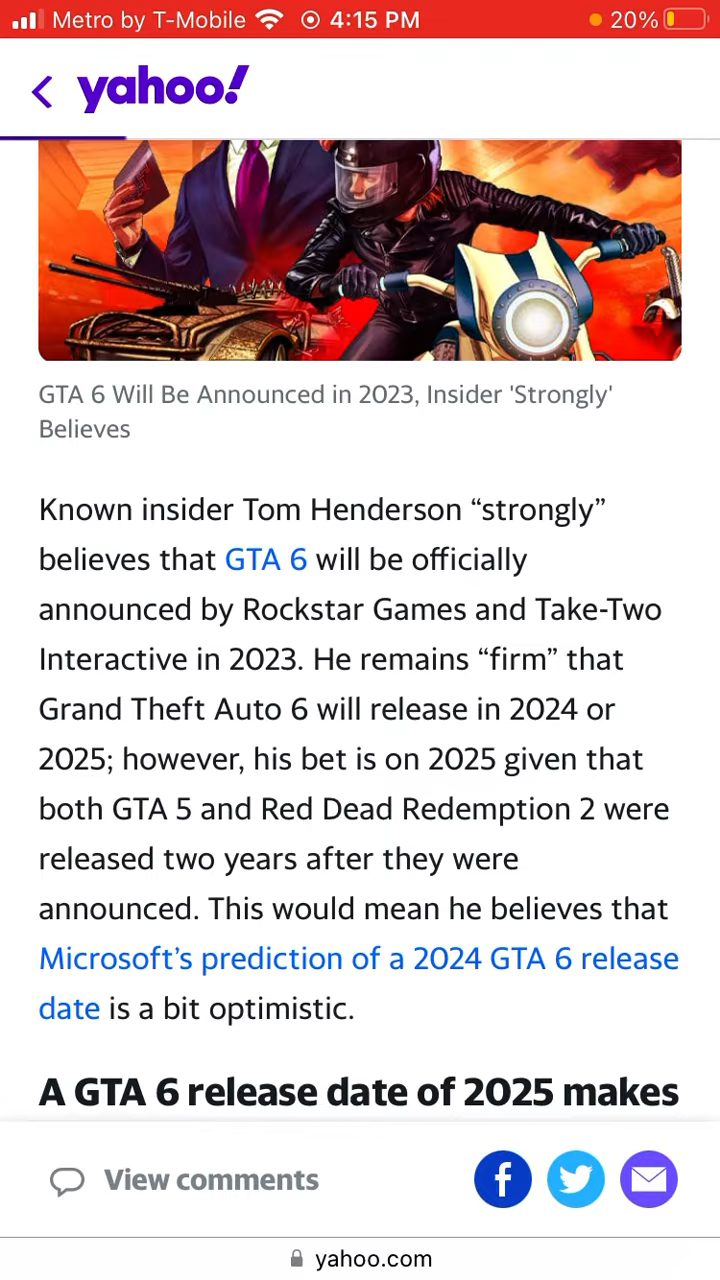 Metro by T-Mobile 4:15 PM 20%
yahoo!
GTA 6 Will Be Announced in 2023, Insider 'Strongly'
Believes
Known insider Tom Henderson “strongly”
believes that GTA 6 will be officially
announced by Rockstar Games and Take-Two
Interactive in 2023. He remains “firm” that
Grand Theft Auto 6 will release in 2024 or
2025; however, his bet is on 2025 given that
both GTA 5 and Red Dead Redemption 2 were
released two years after they were
announced. This would mean he believes that
Microsoft’s prediction of a 2024 GTA 6 release
date is a bit optimistic.
A GTA 6 release date of 2025 makes
View comments
yahoo.com